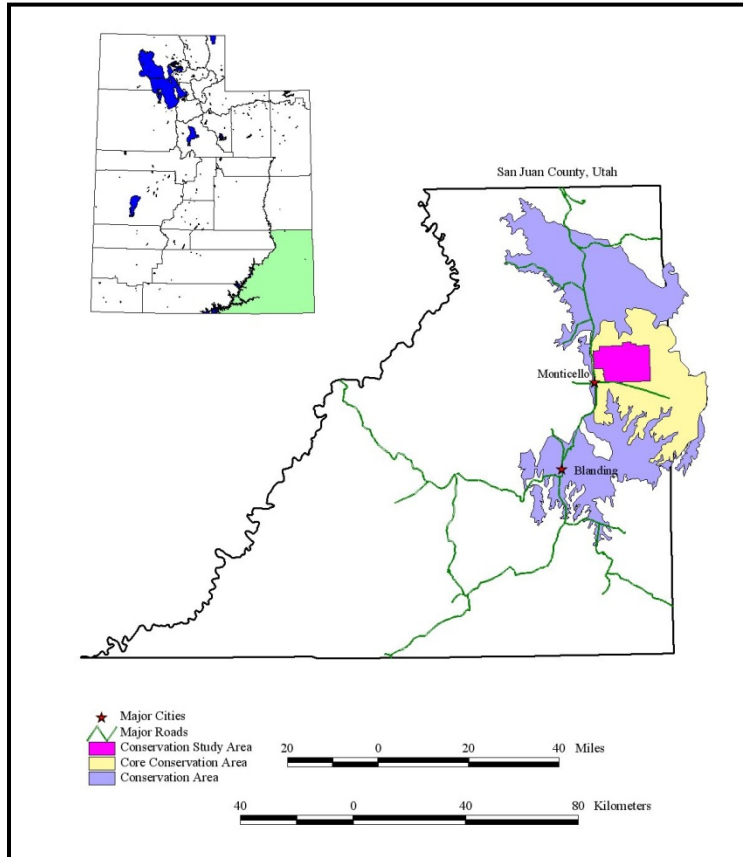 San Juan County, Utah
Monticello
Blanding
Major Cities
Major Roads
Conservation Study Area
Core Conservation Area
Conservation Area
20 0 20 40 Miles
40 0 40 80 Kilometers